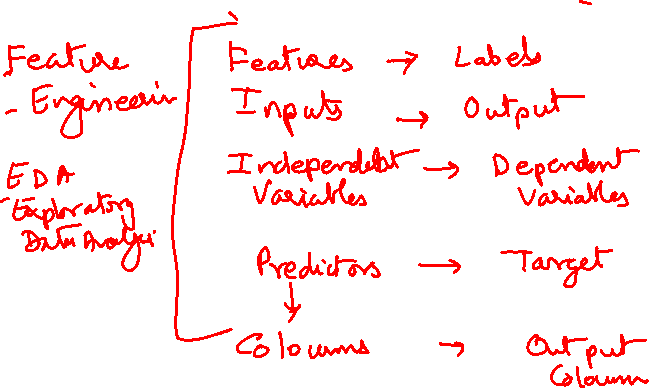 Feature
- Engineerin
EDA
- Exploratory
Data Analysi
Features → Labels
Inputs → Output
Independent → Dependent
Variables Variables
Predictors → Target
↓
Coloumns → Output
Coloumn